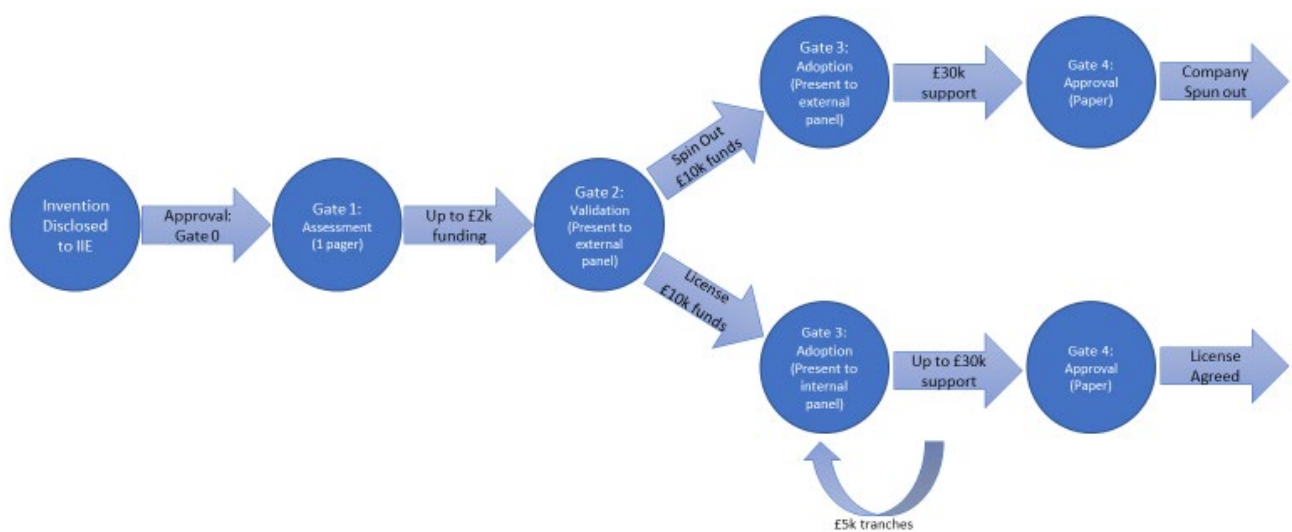 Invention
Disclosed
to IIE
Approval:
Gate 0
Gate 1:
Assessment
(1 pager)
Up to £2k
funding
Gate 2:
Validation
(Present to
external
panel)
Spin Out
£10k funds
Gate 3:
Adoption
(Present to
external
panel)
£30k
support
Gate 4:
Approval
(Paper)
Company
Spun out
License
£10k funds
Gate 3:
Adoption
(Present to
internal
panel)
Up to £30k
support
Gate 4:
Approval
(Paper)
License
Agreed
£5k tranches